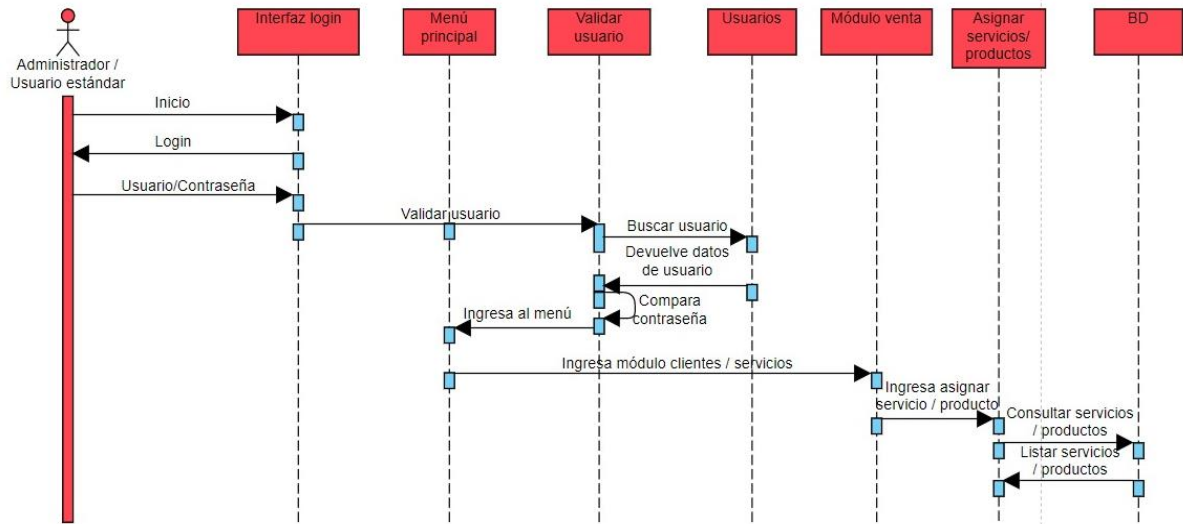 Interfaz login
Menú
principal
Validar
usuario
Usuarios
Módulo venta
Asignar
servicios/
productos
BD
Administrador /
Usuario estándar
Inicio
Login
Usuario/Contraseña
Validar usuario
Buscar usuario
Devuelve datos
de usuario
Compara
contraseña
Ingresa al menú
Ingresa módulo clientes / servicios
Ingresa asignar
servicio / producto
Consultar servicios
/ productos
Listar servicios
/ productos